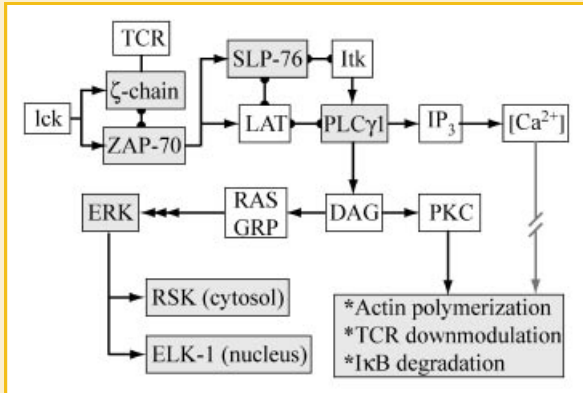 TCR
SLP-76
Itk
ζ-chain
lck
ZAP-70
LAT
PLCγ1
IP3
[Ca2+]
ERK
RAS
GRP
DAG
PKC
RSK (cytosol)
ELK-1 (nucleus)
*Actin polymerization
*TCR downmodulation
*IκB degradation